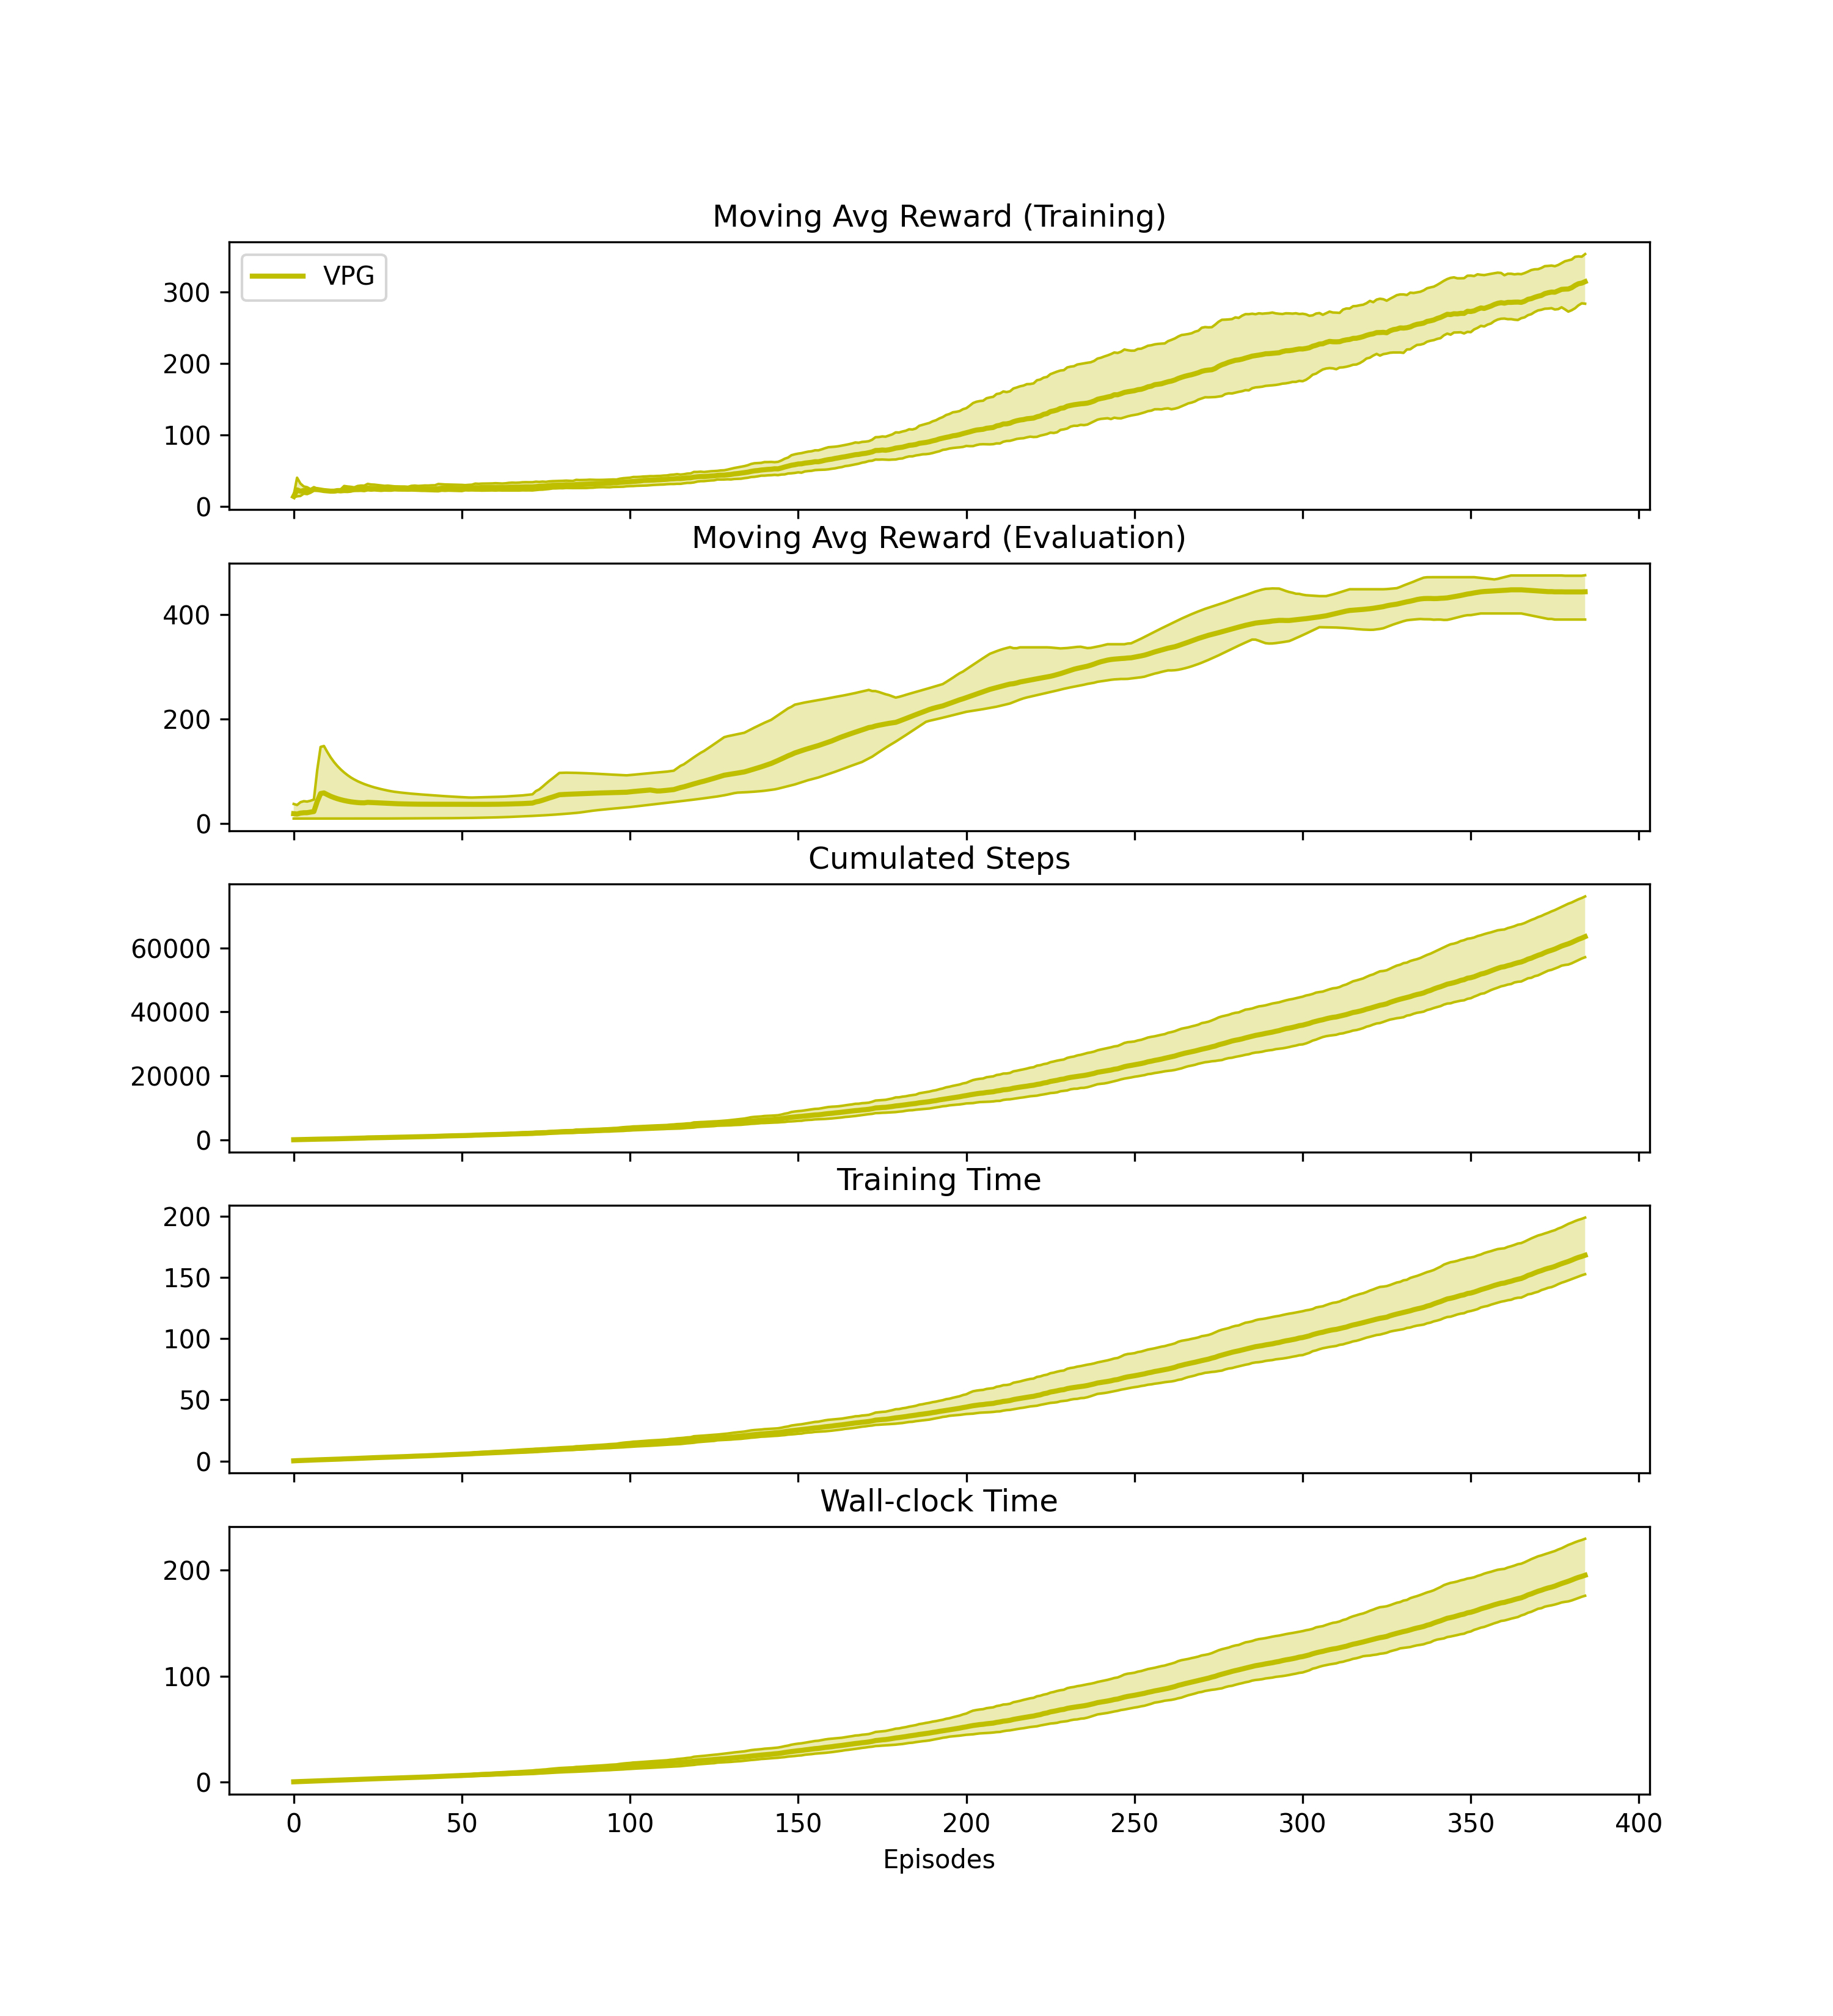 Moving Avg Reward (Training)
VPG
300
200
100
0
Moving Avg Reward (Evaluation)
400
200
0
Cumulated Steps
60000
40000
20000
0
Training Time
200
150
100
50
0
Wall-clock Time
200
100
0
0 50 100 150 200 250 300 350 400
Episodes